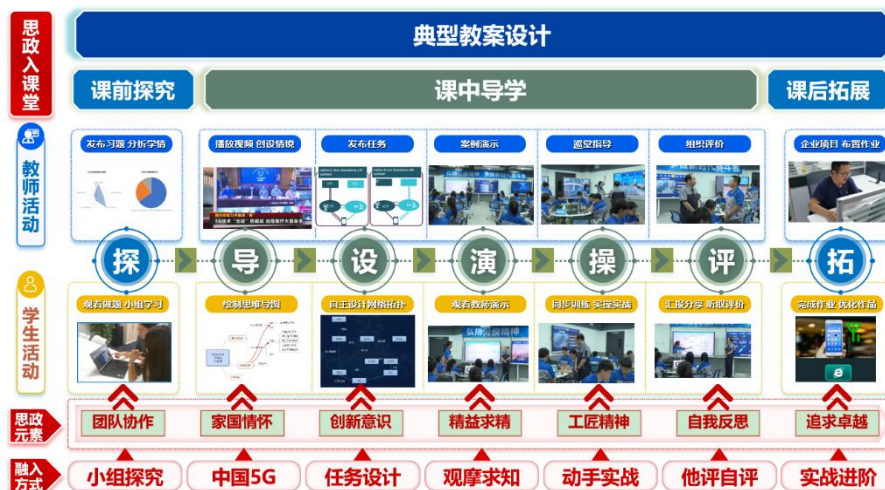 思政入课堂
典型教案设计
课前探究
课中导学
课后拓展
教师活动
发布习题 分析学情
播放视频 创设情境
发布任务
案例演示
巡堂指导
组织评价
企业项目 布置作业
探
导
设
演
操
评
拓
学生活动
观看做题 小组学习
绘制思维导图
自主设计网络拓扑
观看教师演示
同步训练 实操实战
汇报分享 听取评价
完成作业 优化作品
思政元素
团队协作
家国情怀
创新意识
精益求精
工匠精神
自我反思
追求卓越
融入方式
小组探究
中国5G
任务设计
观摩求知
动手实战
他评自评
实战进阶